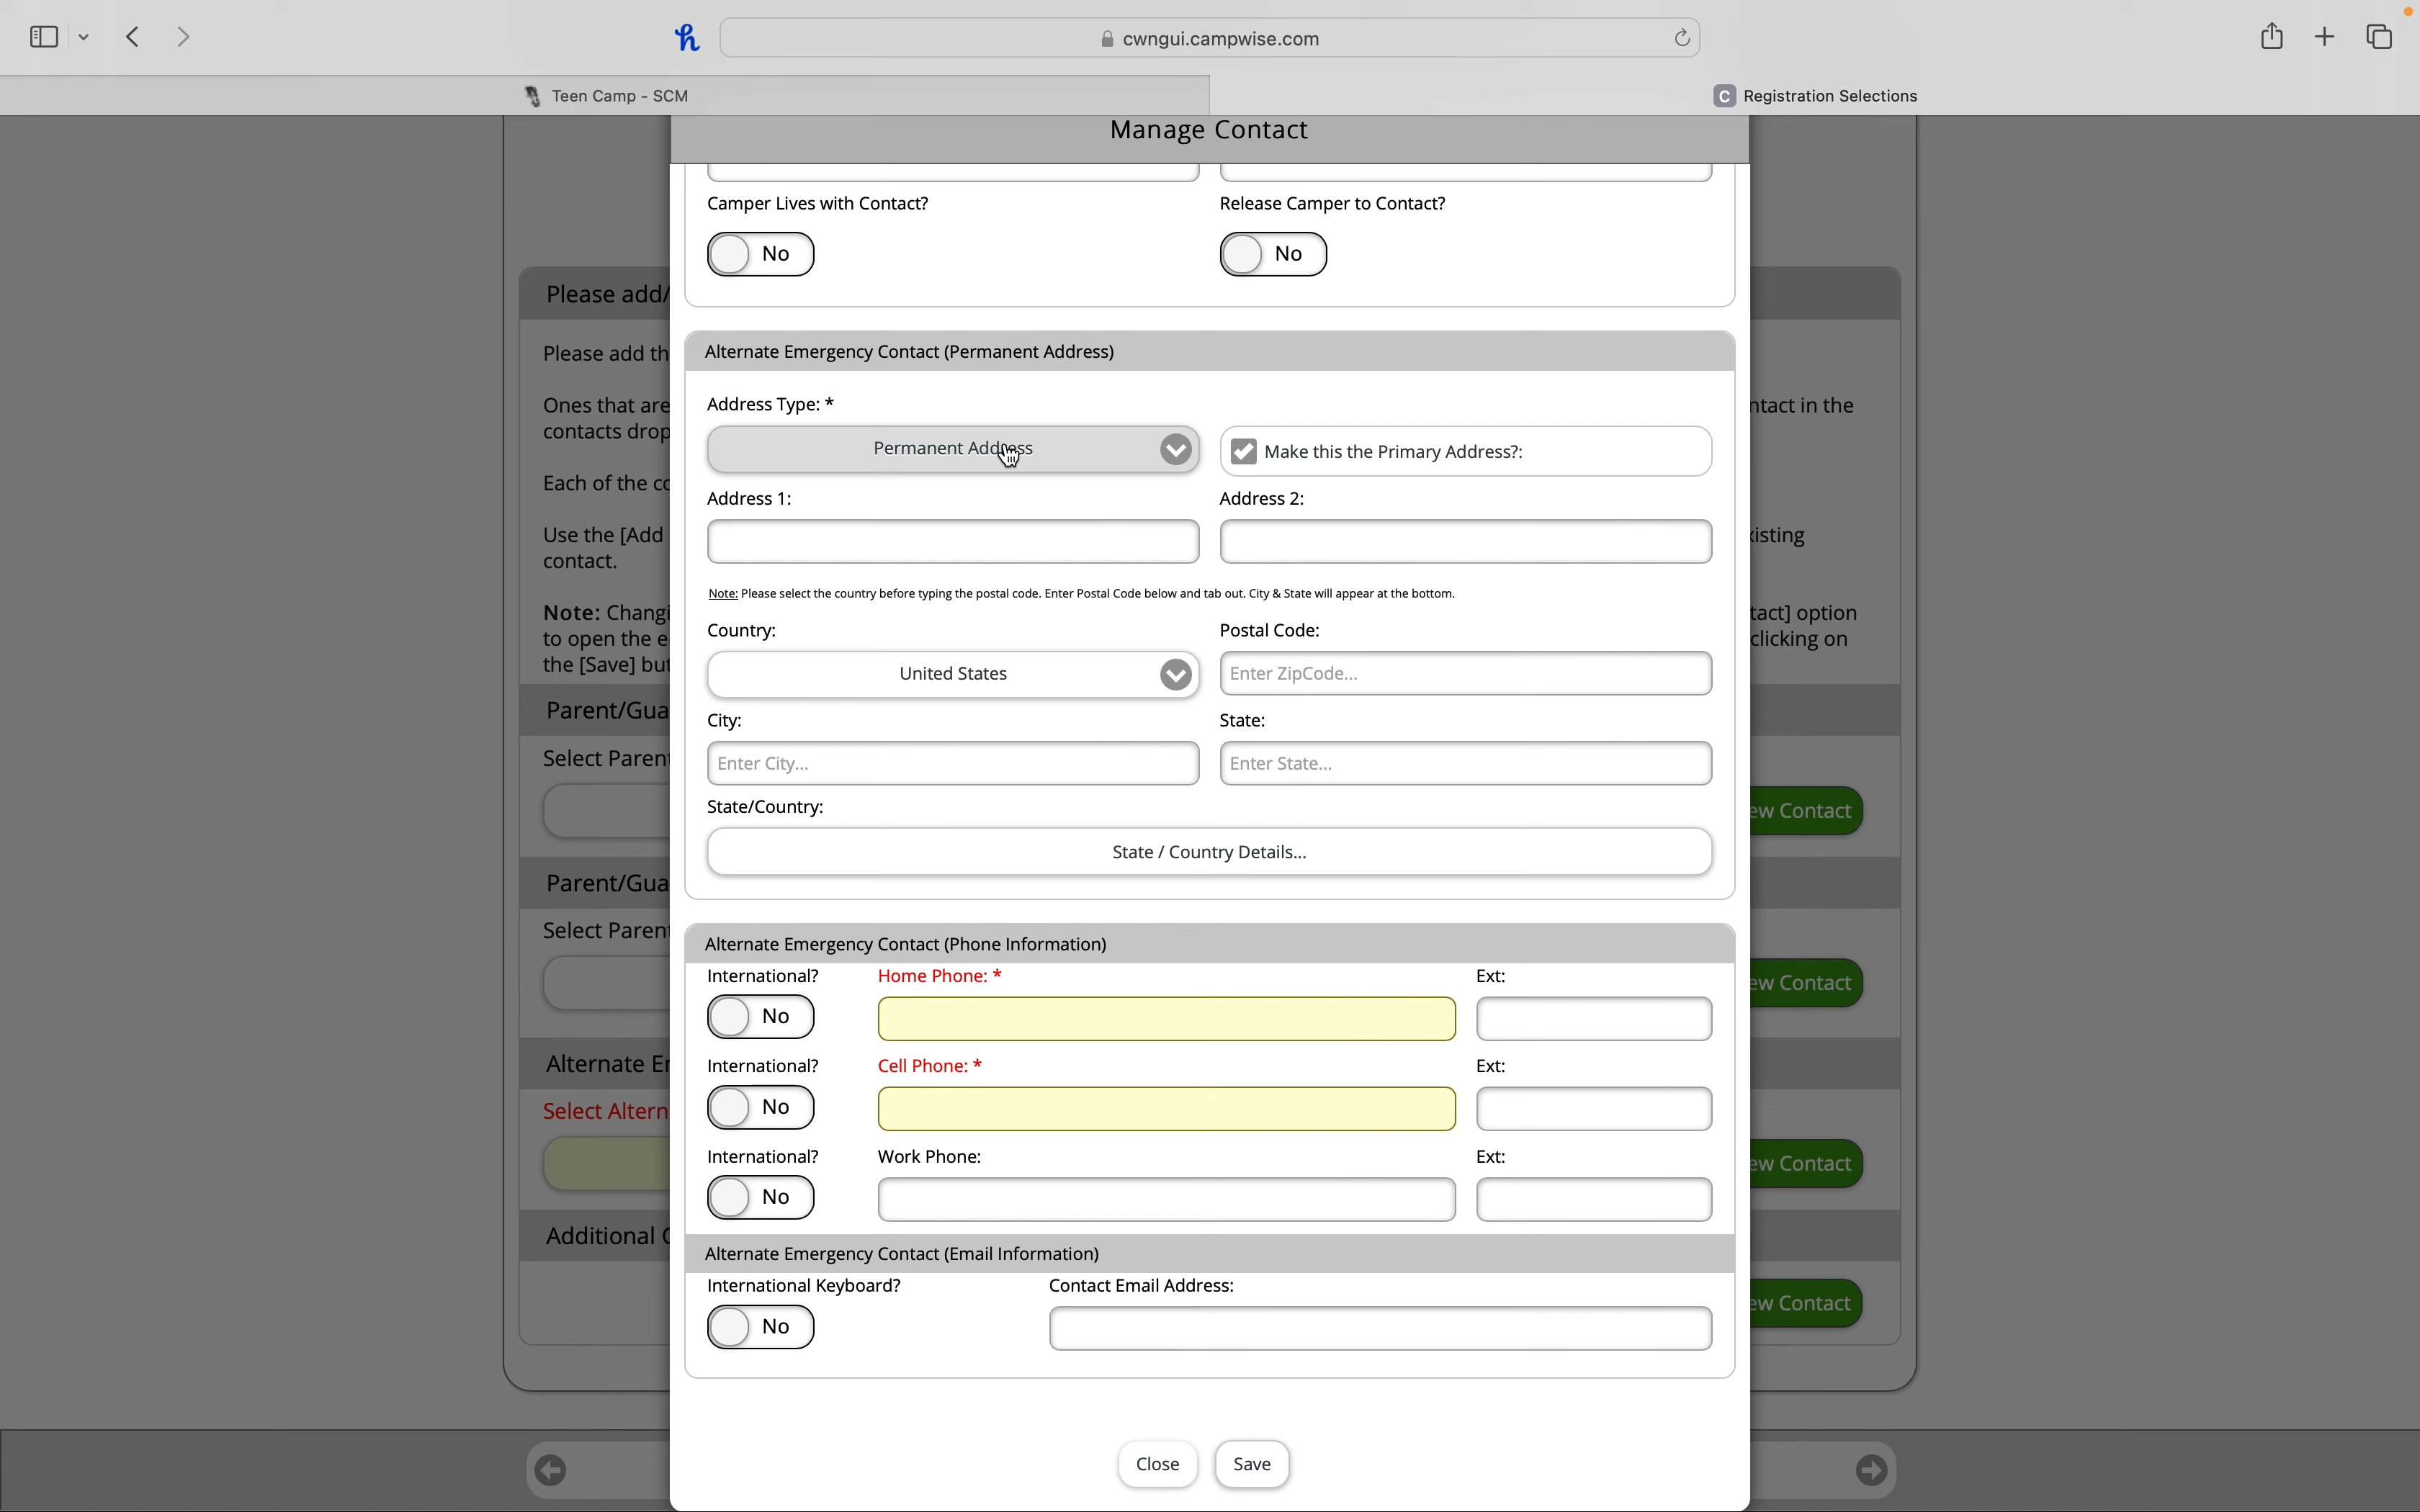 cwngui.campwise.com
Teen Camp - SCM
C Registration Selections
Manage Contact
Camper Lives with Contact? Release Camper to Contact?
No No
Please add/
Alternate Emergency Contact (Permanent Address)
Please add th
Address Type: *
Ones that are ntact in the
contacts drop
Permanent Address Make this the Primary Address?:
Each of the co
Address 1: Address 2:
Use the [Add xisting
contact.
Note: Please select the country before typing the postal code. Enter Postal Code below and tab out. City & State will appear at the bottom.
Note: Changi tact] option
to open the e clicking on
Country: Postal Code:
the [Save] but
United States Enter ZipCode...
Parent/Gua
City: State:
Select Paren
Enter City... Enter State...
State/Country:
ew Contact
State / Country Details...
Parent/Gua
Select Paren
Alternate Emergency Contact (Phone Information)
International? Home Phone: * Ext:
ew Contact
No
Alternate E
International? Cell Phone: * Ext:
Select Altern
No
International? Work Phone: Ext:
ew Contact
No
Additional
Alternate Emergency Contact (Email Information)
International Keyboard? Contact Email Address:
ew Contact
No
Close Save